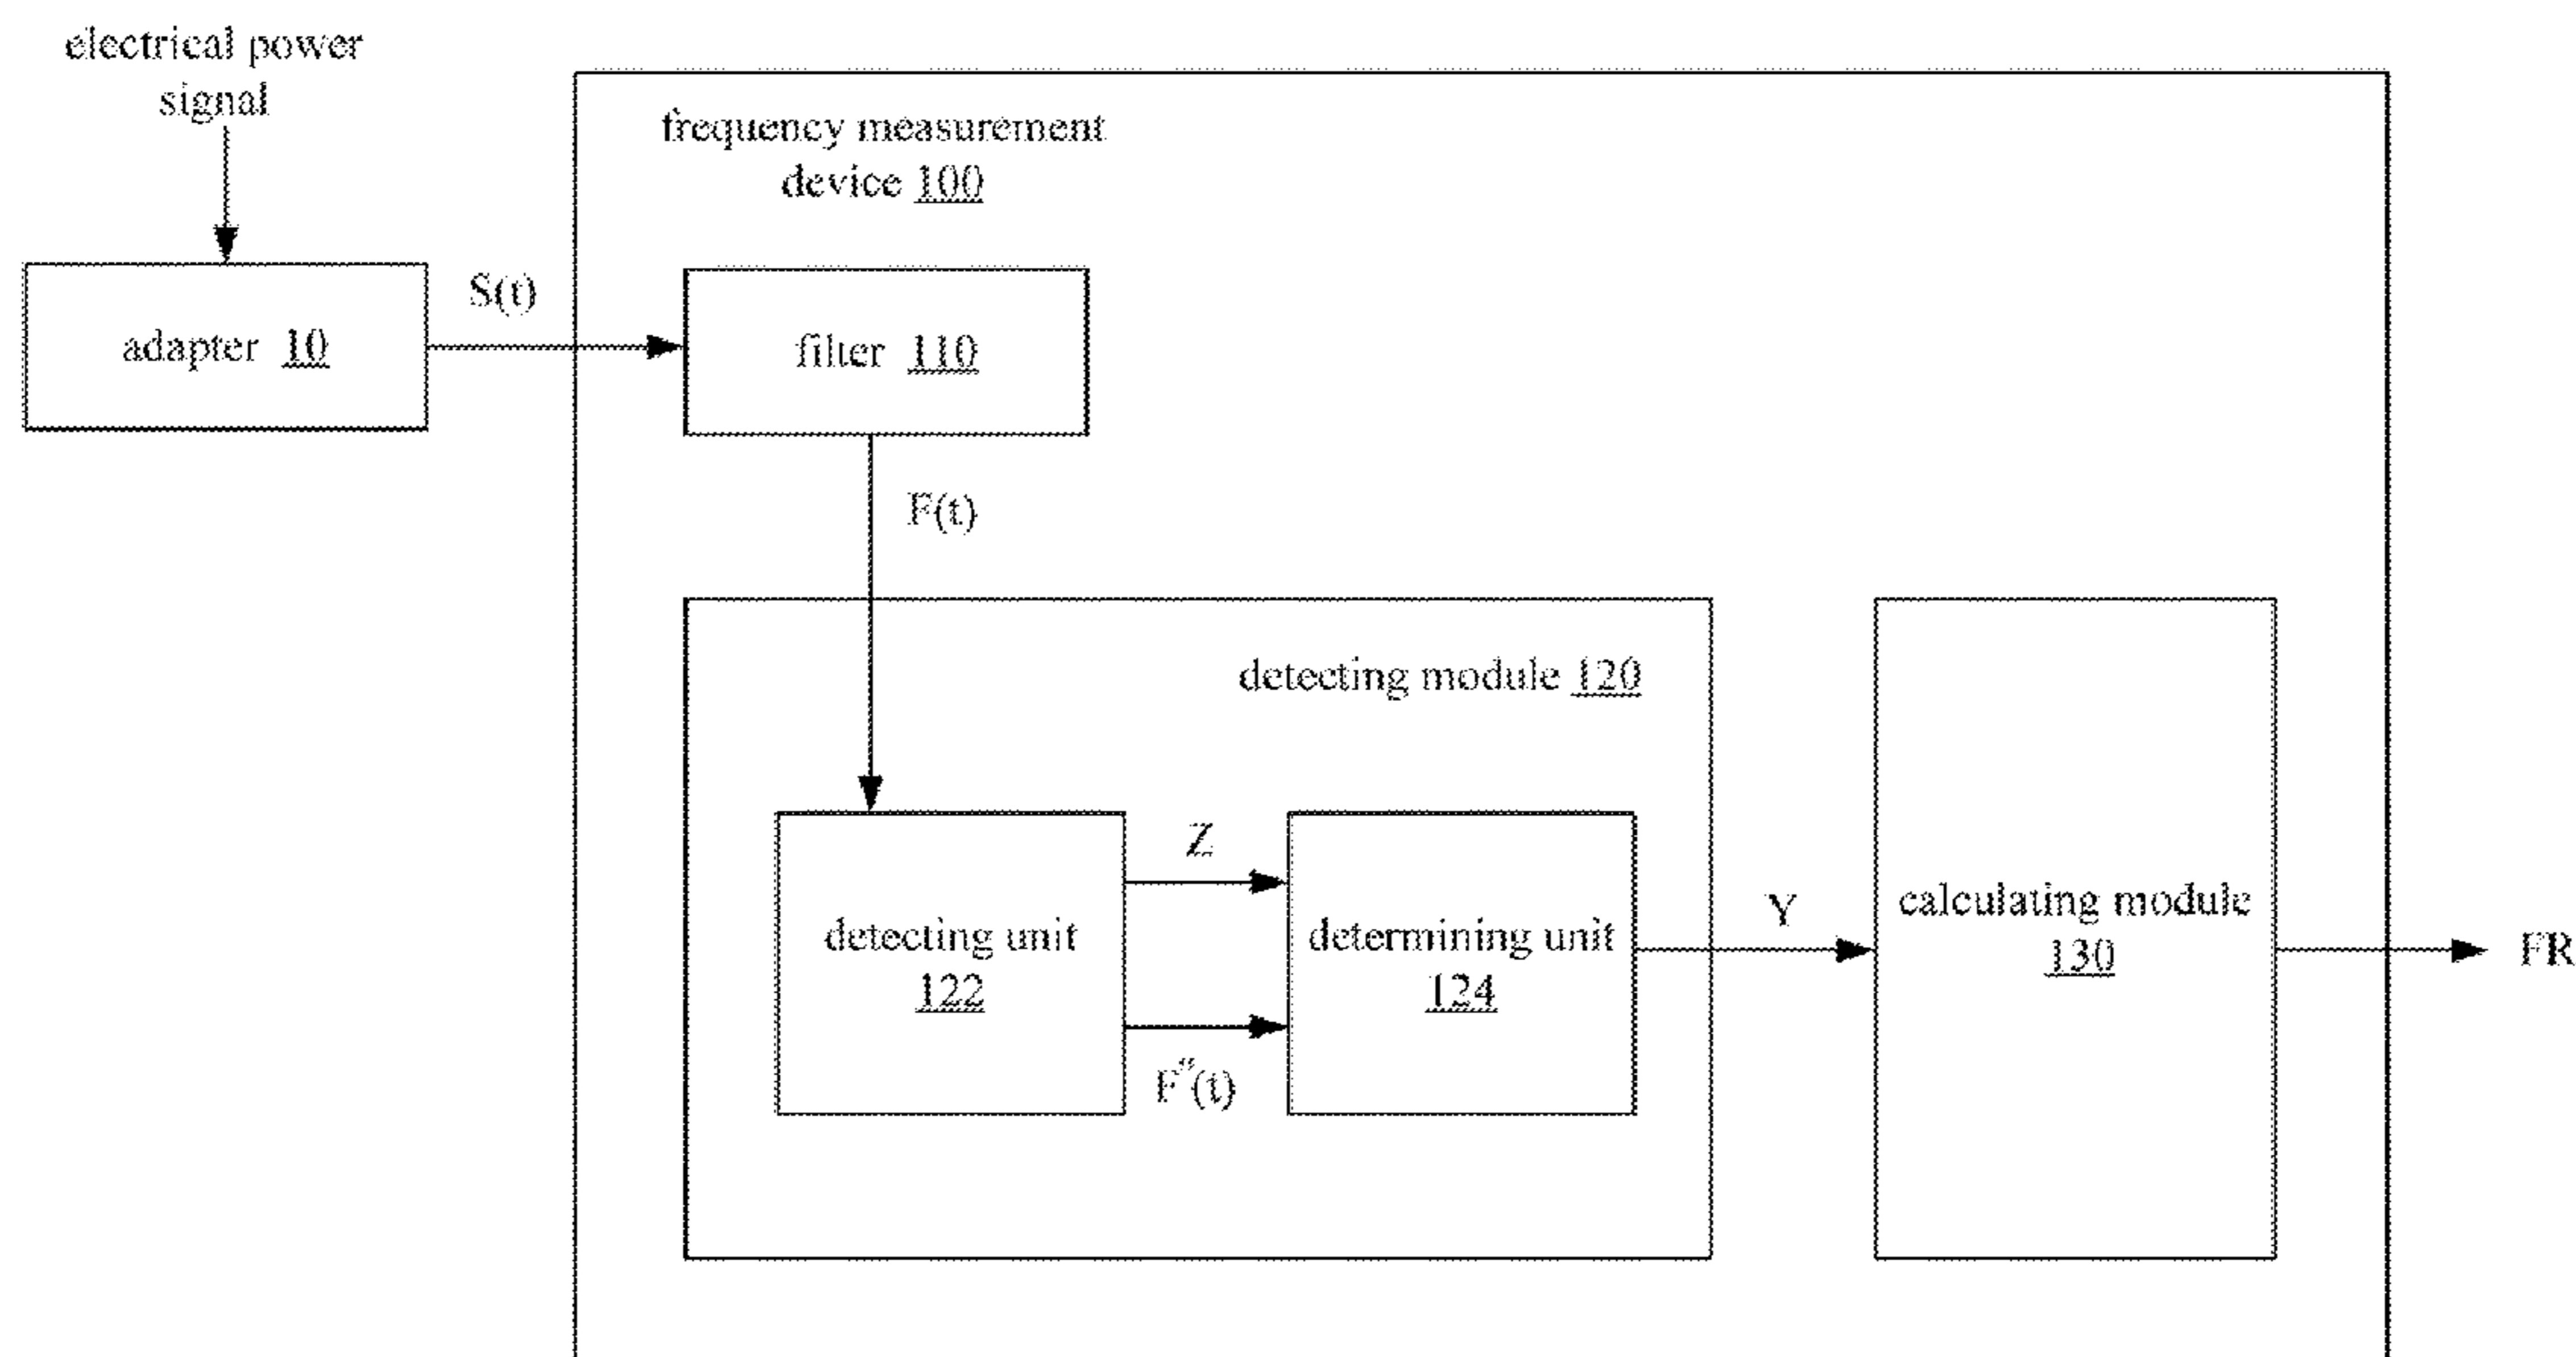 electrical power
signal
frequency measurement
device 100
adapter 10
S(t)
filter 110
F(t)
detecting module 120
detecting unit
122
Z
F"(t)
determining unit
124
Y
calculating module
130
FR